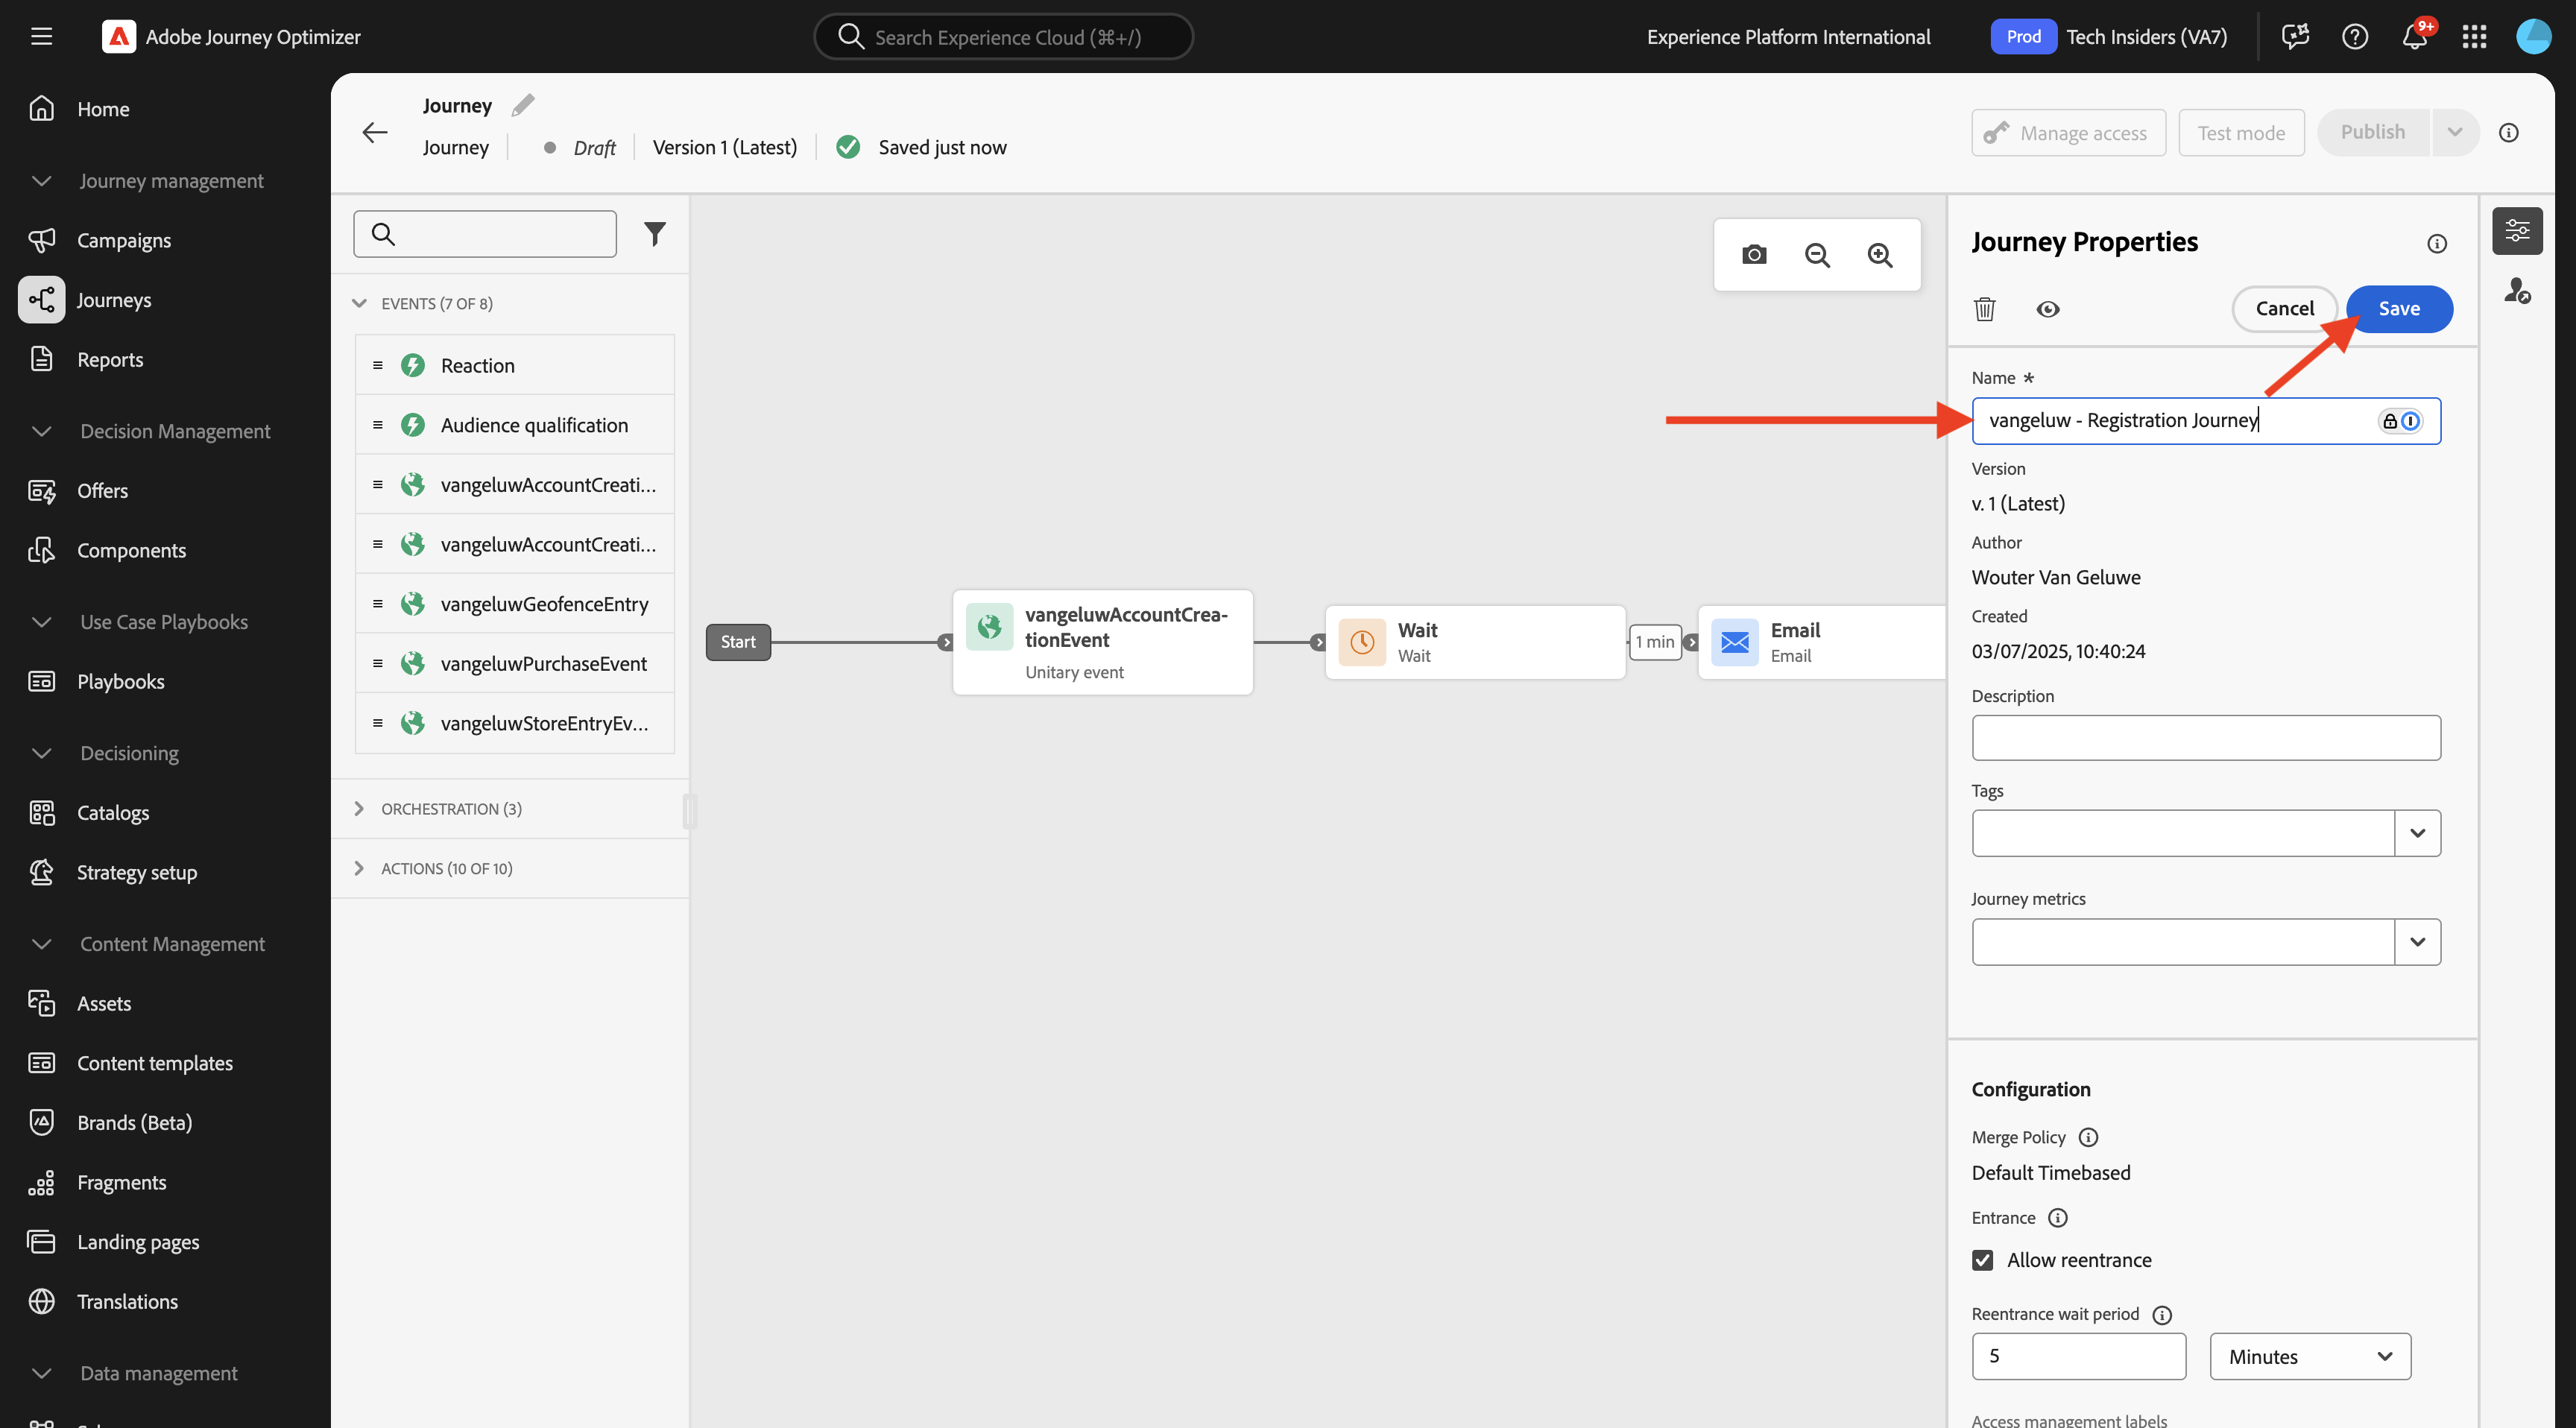 Adobe Journey Optimizer
Search Experience Cloud (⌘+/)
Experience Platform International
Prod
Tech Insiders (VA7)
9+
Home
Journey management
Campaigns
Journeys
Reports
Decision Management
Offers
Components
Use Case Playbooks
Playbooks
Decisioning
Catalogs
Strategy setup
Content Management
Assets
Content templates
Brands (Beta)
Fragments
Landing pages
Translations
Data management
Journey
Journey
Draft
Version 1 (Latest)
Saved just now
Manage access
Test mode
Publish
EVENTS (7 OF 8)
Reaction
Audience qualification
vangeluwAccountCreati...
vangeluwAccountCreati...
vangeluwGeofenceEntry
vangeluwPurchaseEvent
vangeluwStoreEntryEv...
ORCHESTRATION (3)
ACTIONS (10 OF 10)
Start
vangeluwAccountCrea-
tionEvent
Unitary event
Wait
Wait
1 min
Email
Email
Journey Properties
Cancel
Save
Name *
vangeluw - Registration Journey
Version
v. 1 (Latest)
Author
Wouter Van Geluwe
Created
03/07/2025, 10:40:24
Description
Tags
Journey metrics
Configuration
Merge Policy
Default Timebased
Entrance
Allow reentrance
Reentrance wait period
5
Minutes
Access management labels